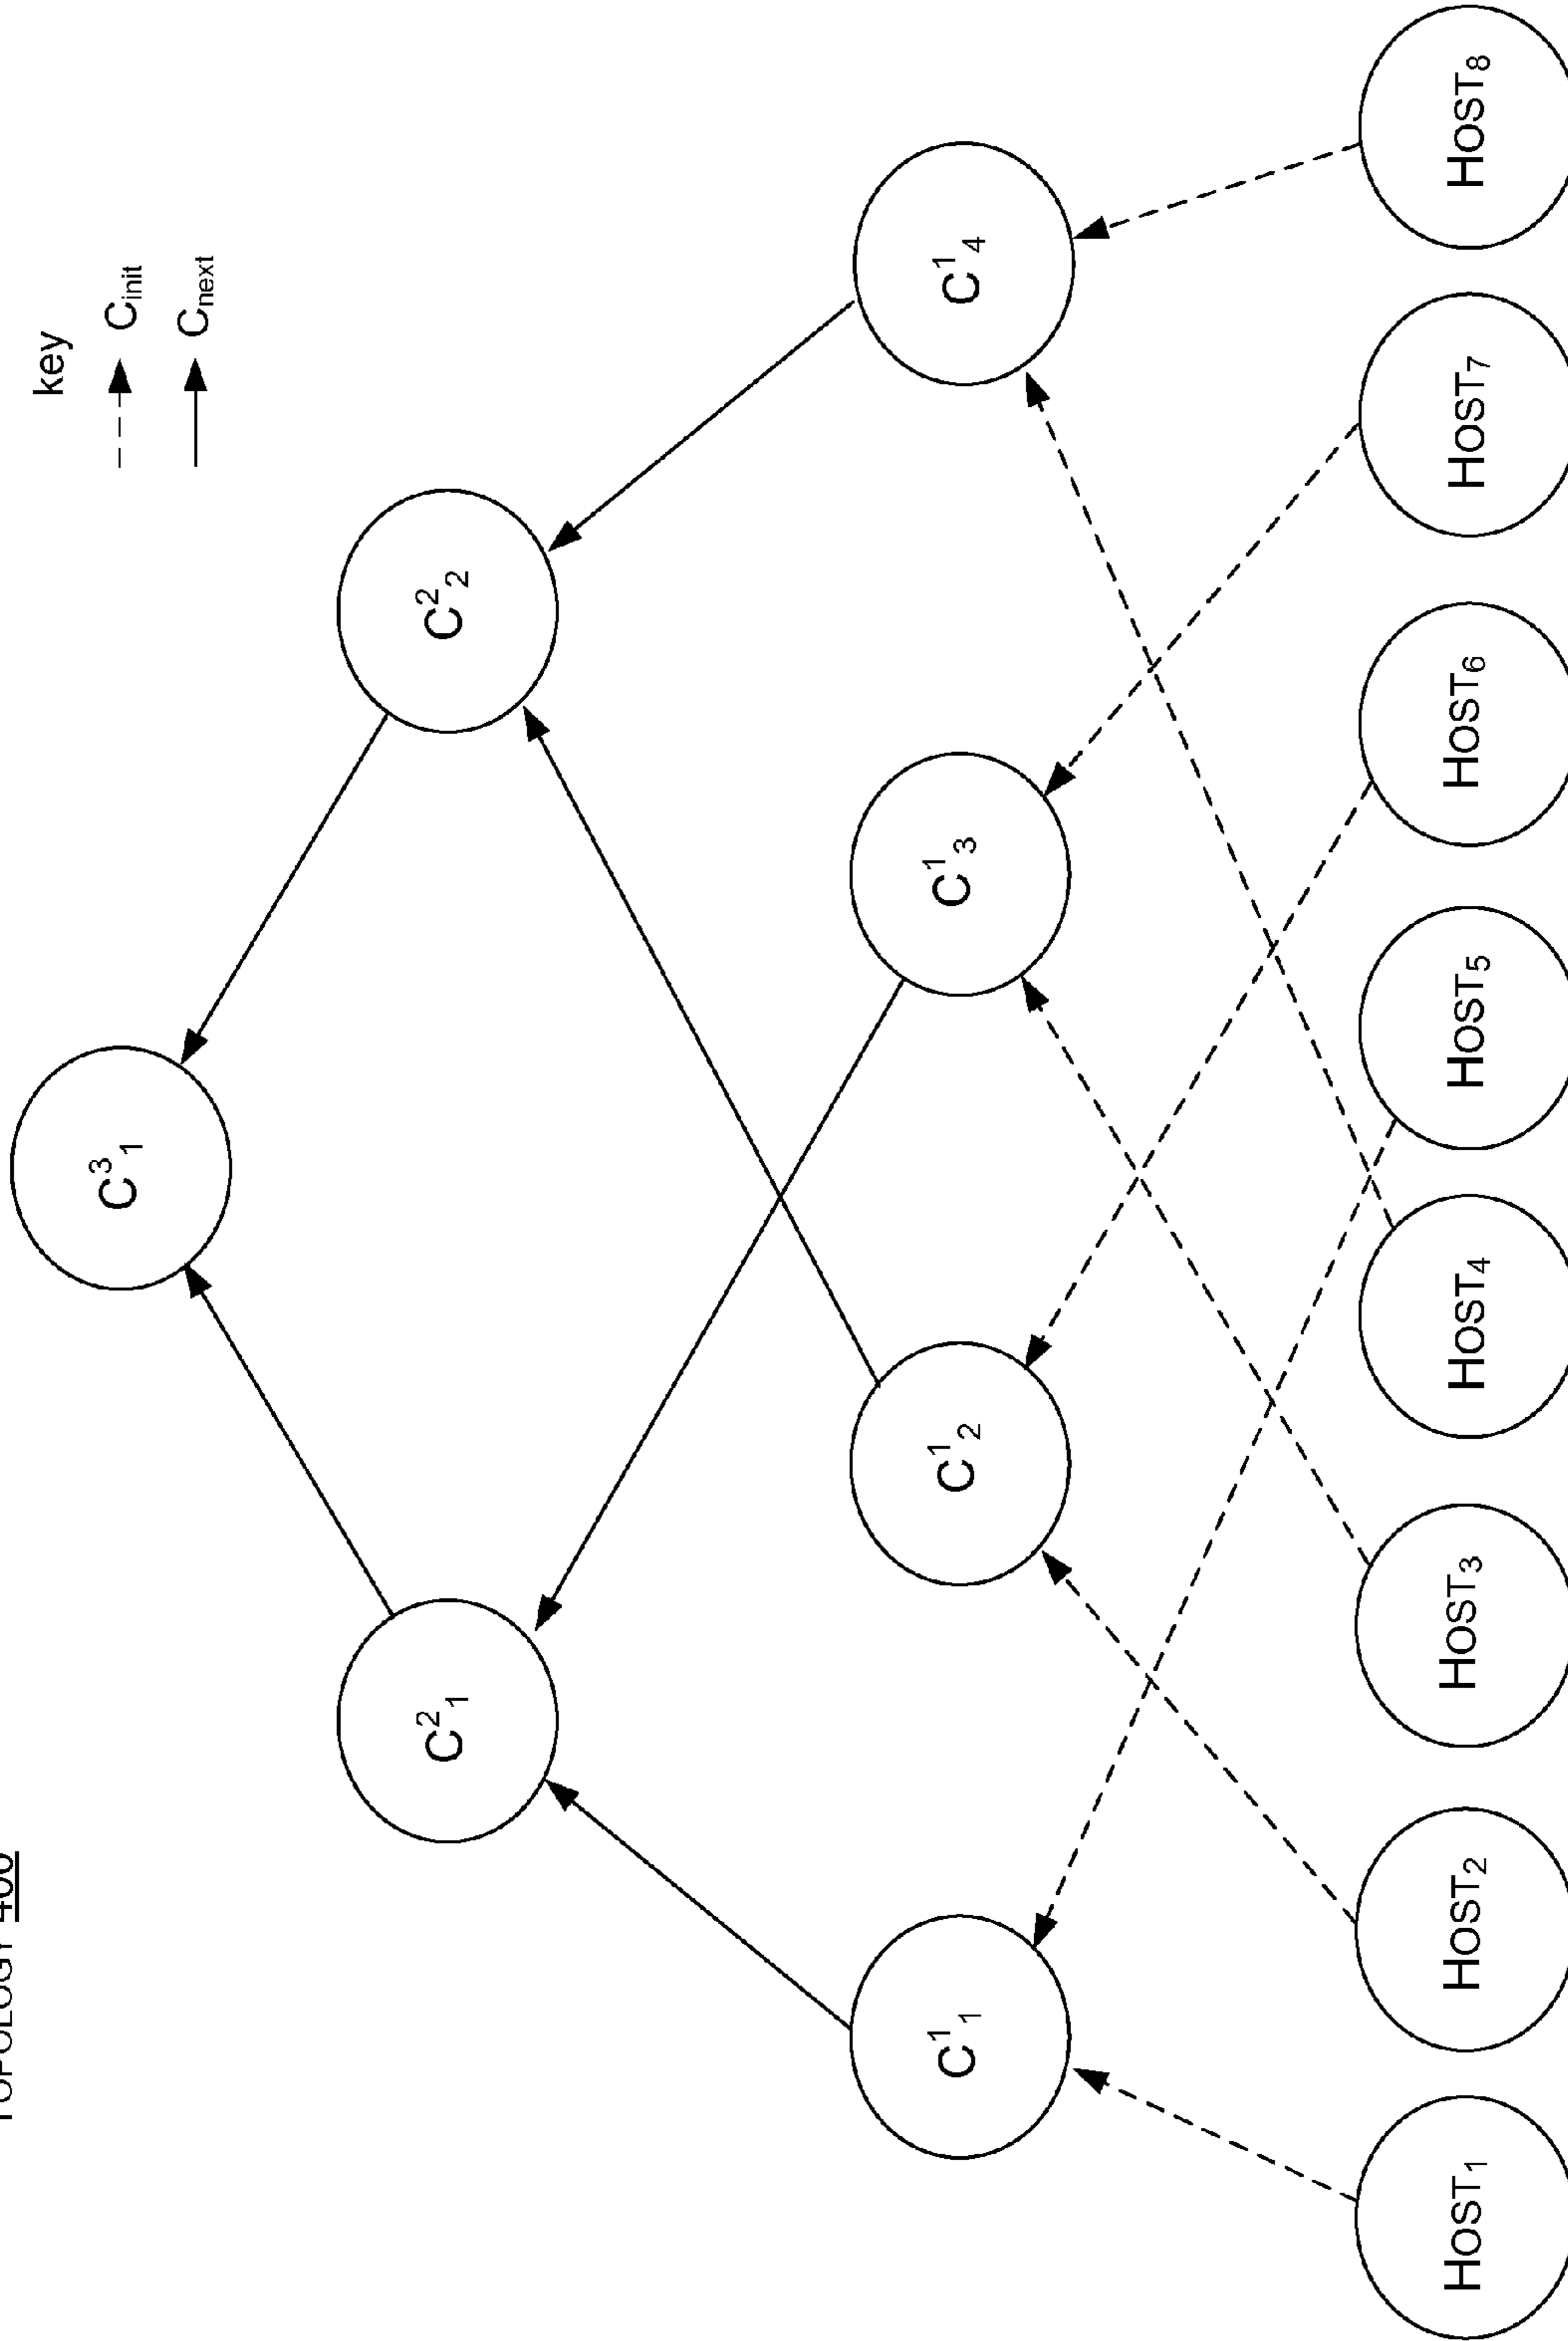 TOPOLOGY 400
key
C_init
C_next
C^3_1
C^2_1
C^2_2
C^1_1
C^1_2
C^1_3
C^1_4
HOST_1
HOST_2
HOST_3
HOST_4
HOST_5
HOST_6
HOST_7
HOST_8